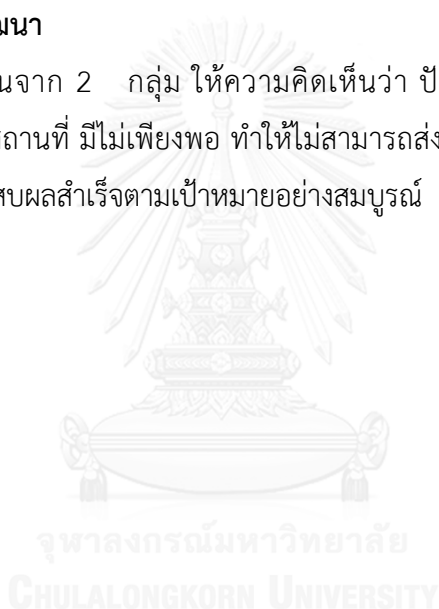 ฒนา
นจาก 2 กลุ่ม ให้ความคิดเห็นว่า ปั
สถานที่ มีไม่เพียงพอ ทำให้ไม่สามารถส่ง
สบผลสำเร็จตามเป้าหมายอย่างสมบูรณ์
จุฬาลงกรณ์มหาวิทยาลัย
CHULALONGKORN UNIVERSITY